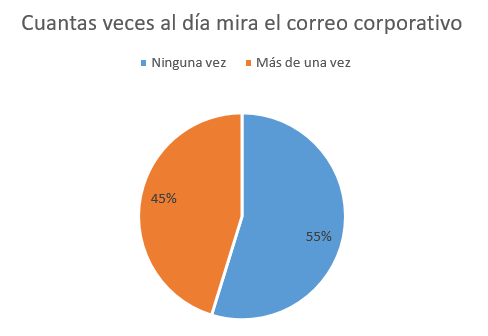 Cuantas veces al día mira el correo corporativo
Ninguna vez Más de una vez
45%
55%